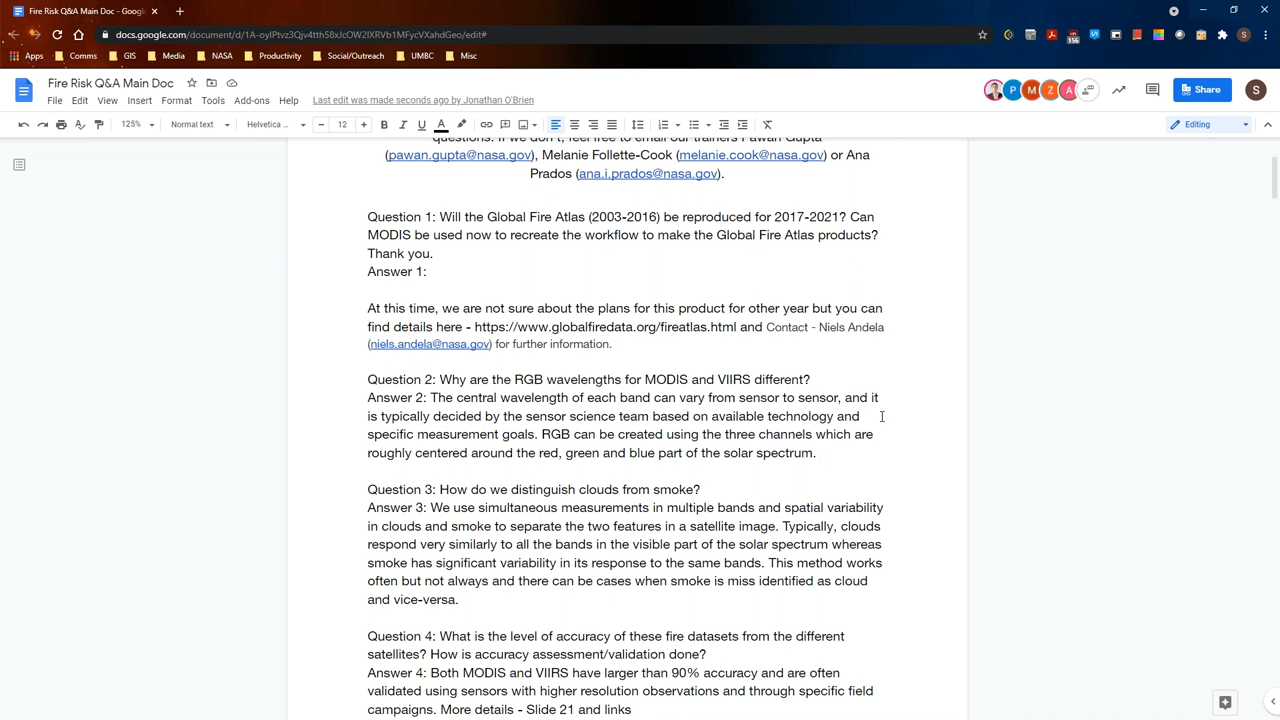 Fire Risk Q&A Main Doc - Googl
docs.google.com/document/d/1A-oyIPtvz3Qjv4tth58xJcOW2IXRVb1MFycVXahdGeo/edit#
Apps Comms GIS Media NASA Productivity Social/Outreach UMBC Misc
Fire Risk Q&A Main Doc
File Edit View Insert Format Tools Add-ons Help Last edit was made seconds ago by Jonathan O'Brien
P M Z A Share S
125% Normal text Helvetica ... 12 B I U A Editing
questions. If we don't, feel free to email our trainers Pawan Gupta
(pawan.gupta@nasa.gov), Melanie Follette-Cook (melanie.cook@nasa.gov) or Ana
Prados (ana.i.prados@nasa.gov).
Question 1: Will the Global Fire Atlas (2003-2016) be reproduced for 2017-2021? Can
MODIS be used now to recreate the workflow to make the Global Fire Atlas products?
Thank you.
Answer 1:
At this time, we are not sure about the plans for this product for other year but you can
find details here - https://www.globalfiredata.org/fireatlas.html and Contact - Niels Andela
(niels.andela@nasa.gov) for further information.
Question 2: Why are the RGB wavelengths for MODIS and VIIRS different?
Answer 2: The central wavelength of each band can vary from sensor to sensor, and it
is typically decided by the sensor science team based on available technology and
specific measurement goals. RGB can be created using the three channels which are
roughly centered around the red, green and blue part of the solar spectrum.
Question 3: How do we distinguish clouds from smoke?
Answer 3: We use simultaneous measurements in multiple bands and spatial variability
in clouds and smoke to separate the two features in a satellite image. Typically, clouds
respond very similarly to all the bands in the visible part of the solar spectrum whereas
smoke has significant variability in its response to the same bands. This method works
often but not always and there can be cases when smoke is miss identified as cloud
and vice-versa.
Question 4: What is the level of accuracy of these fire datasets from the different
satellites? How is accuracy assessment/validation done?
Answer 4: Both MODIS and VIIRS have larger than 90% accuracy and are often
validated using sensors with higher resolution observations and through specific field
campaigns. More details - Slide 21 and links